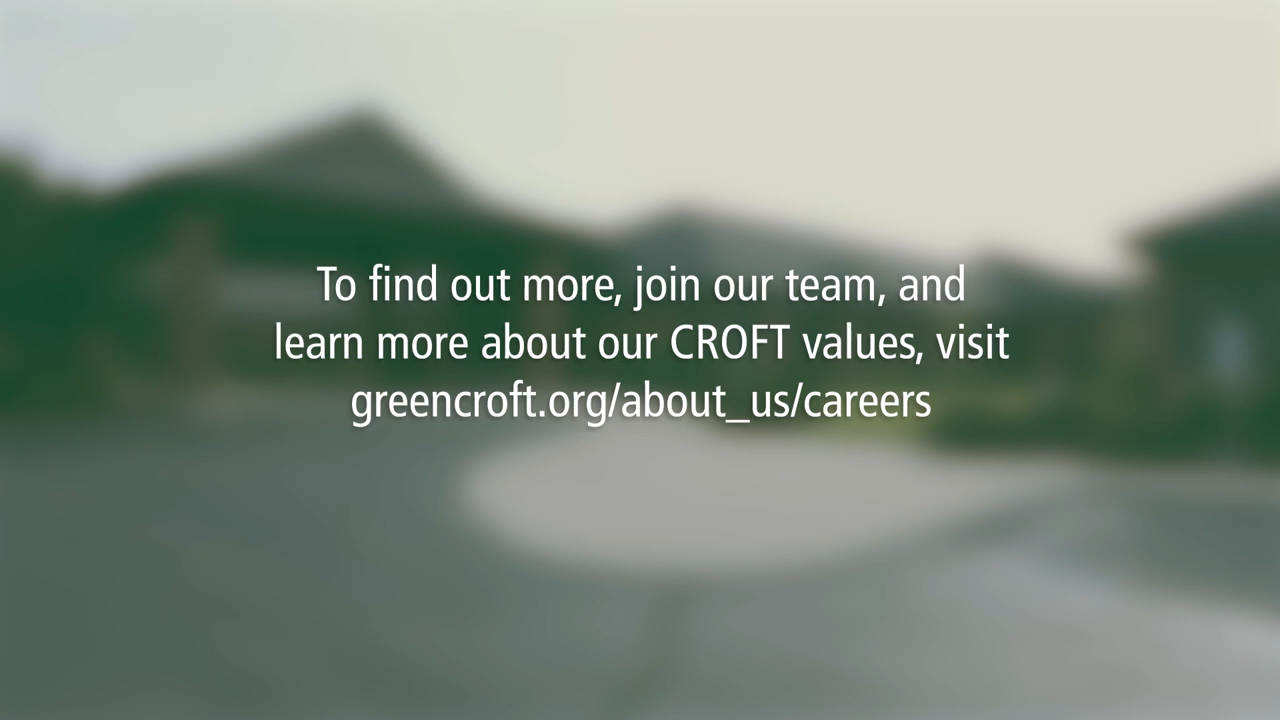 To find out more, join our team, and
learn more about our CROFT values, visit
greencroft.org/about_us/careers